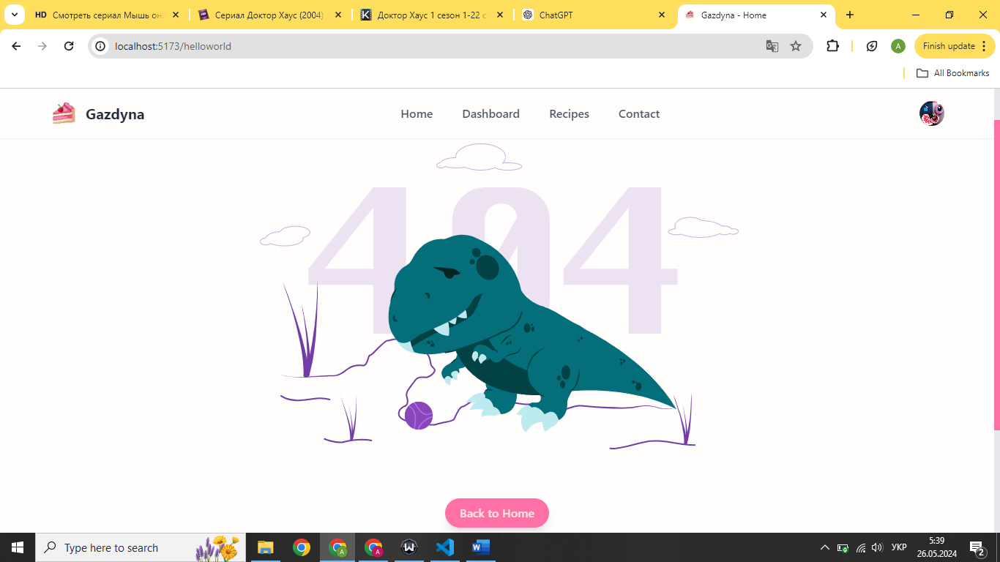 HD Смотреть сериал Мышь он
Сериал Доктор Хаус (2004)
Доктор Хаус 1 сезон 1-22 с
ChatGPT
Gazdyna - Home
localhost:5173/helloworld
A
Finish update
All Bookmarks
Gazdyna
Home
Dashboard
Recipes
Contact
404
Back to Home
Type here to search
УКР
5:39
26.05.2024
2